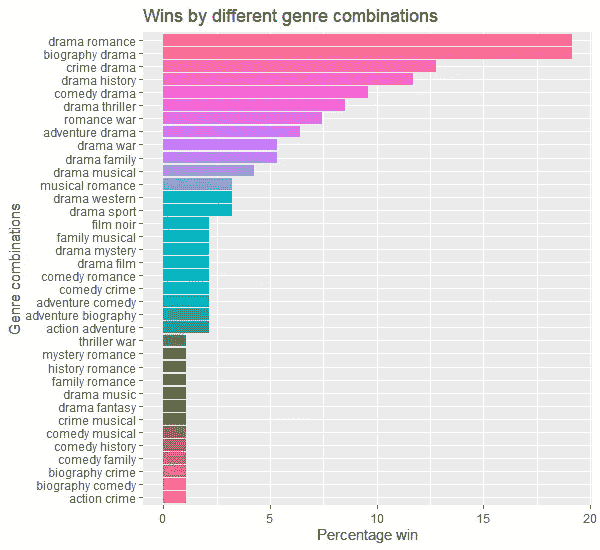 Wins by different genre combinations
drama romance
biography drama
crime drama
drama history
comedy drama
drama thriller
romance war
adventure drama
drama war
drama family
drama musical
musical romance
drama western
drama sport
film noir
family musical
drama mystery
drama film
comedy romance
comedy crime
adventure comedy
adventure biography
action adventure
thriller war
mystery romance
history romance
family romance
drama music
drama fantasy
crime musical
comedy musical
comedy history
comedy family
biography crime
biography comedy
action crime
Genre combinations
0 5 10 15 20
Percentage win